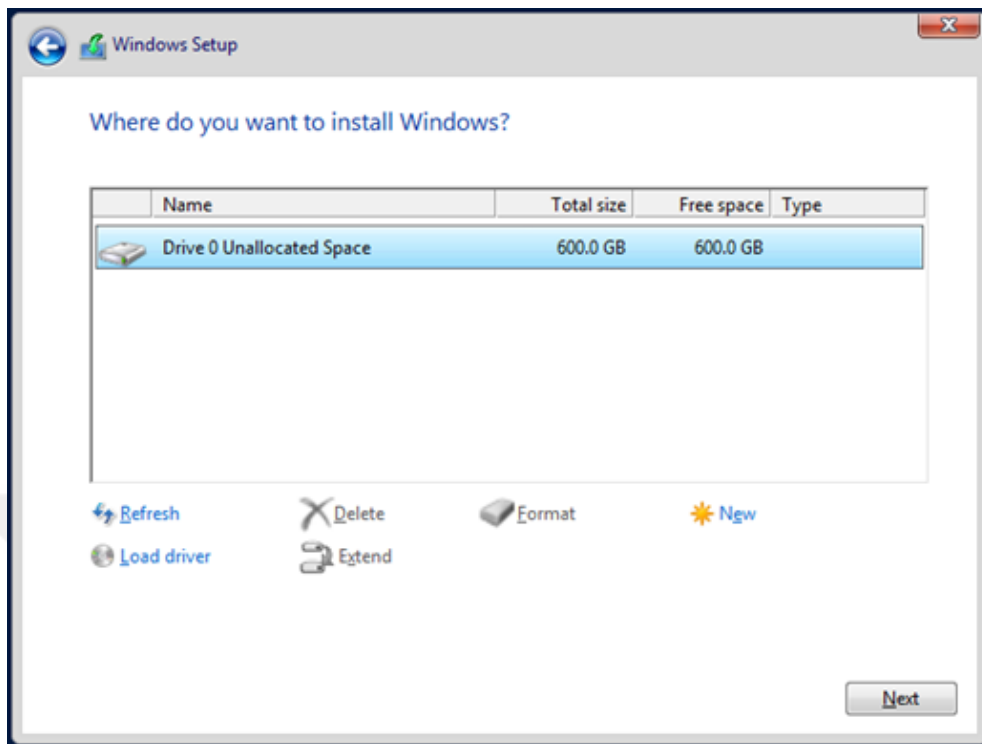 Windows Setup
Where do you want to install Windows?
Name Total size Free space Type
Drive 0 Unallocated Space 600.0 GB 600.0 GB
Refresh Delete Format New
Load driver Extend
Next